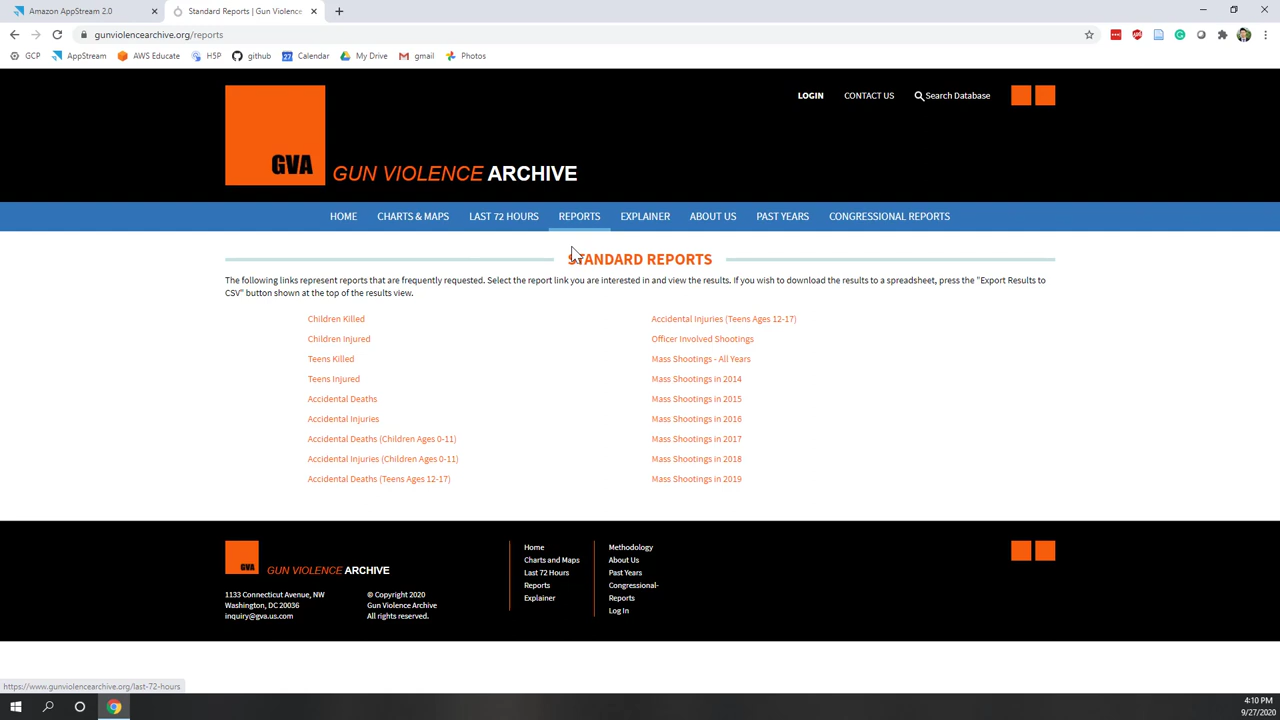 Amazon AppStream 2.0
Standard Reports | Gun Violence
gunviolencearchive.org/reports
GCP AppStream AWS Educate H5P github Calendar My Drive gmail Photos
LOGIN CONTACT US Search Database
GVA GUN VIOLENCE ARCHIVE
HOME CHARTS & MAPS LAST 72 HOURS REPORTS EXPLAINER ABOUT US PAST YEARS CONGRESSIONAL REPORTS
STANDARD REPORTS
The following links represent reports that are frequently requested. Select the report link you are interested in and view the results. If you wish to download the results to a spreadsheet, press the "Export Results to
CSV" button shown at the top of the results view.
Children Killed
Children Injured
Teens Killed
Teens Injured
Accidental Deaths
Accidental Injuries
Accidental Deaths (Children Ages 0-11)
Accidental Injuries (Children Ages 0-11)
Accidental Deaths (Teens Ages 12-17)
Accidental Injuries (Teens Ages 12-17)
Officer Involved Shootings
Mass Shootings - All Years
Mass Shootings in 2014
Mass Shootings in 2015
Mass Shootings in 2016
Mass Shootings in 2017
Mass Shootings in 2018
Mass Shootings in 2019
GVA GUN VIOLENCE ARCHIVE
1133 Connecticut Avenue, NW
Washington, DC 20036
inquiry@gva.us.com
© Copyright 2020
Gun Violence Archive
All rights reserved.
Home
Charts and Maps
Last 72 Hours
Reports
Explainer
Methodology
About Us
Past Years
Congressional-
Reports
Log In
https://www.gunviolencearchive.org/last-72-hours
4:10 PM
9/27/2020